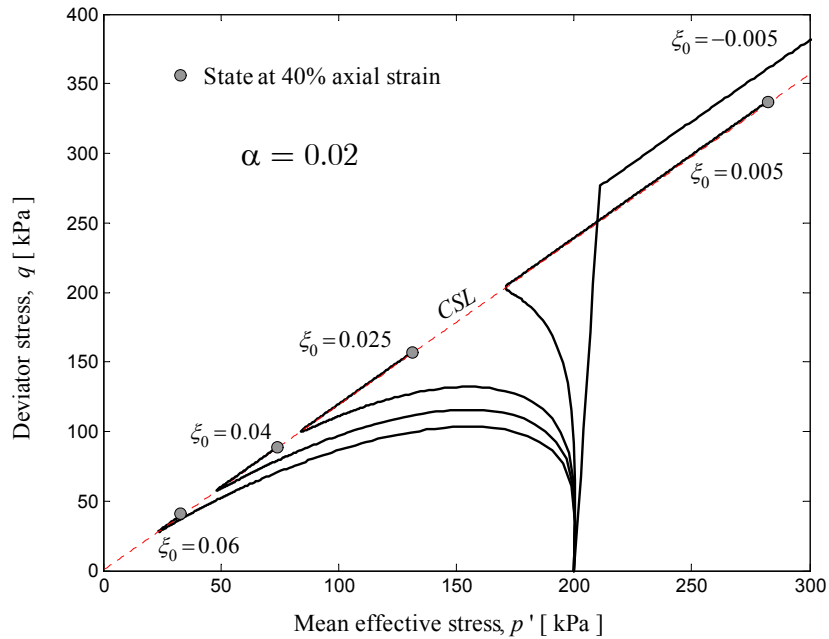 400
350
300
250
200
150
100
50
0
0
50
100
150
200
250
300
Deviator stress, q [ kPa ]
Mean effective stress, p ' [ kPa ]
State at 40% axial strain
α = 0.02
ξ₀=−0.005
ξ₀=0.005
CSL
ξ₀=0.025
ξ₀=0.04
ξ₀=0.06